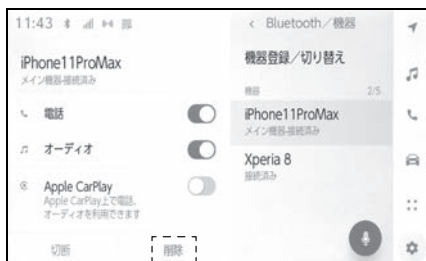 11:43
iPhone11ProMax
メイン機器-接続済み
電話
オーディオ
Apple CarPlay
Apple CarPlay上で電話、
オーディオを利用できます
切断
削除
< Bluetooth／機器
機器登録／切り替え
機器 2/5
iPhone11ProMax
メイン機器-接続済み
Xperia 8
接続済み